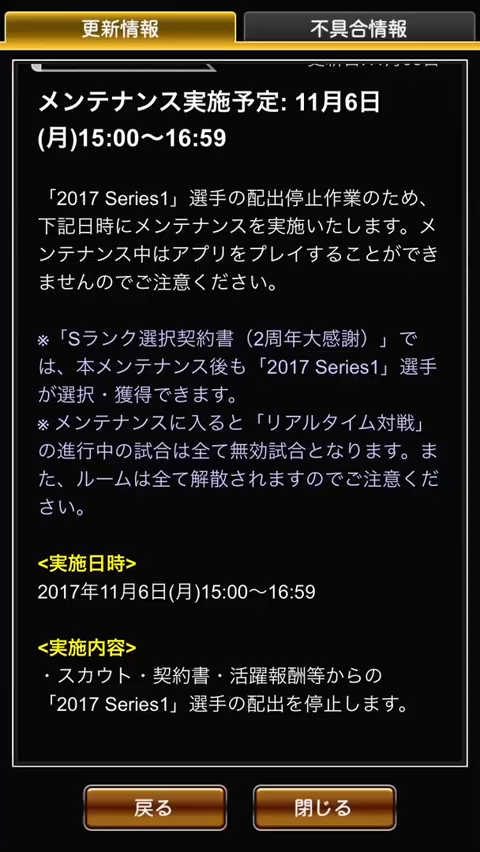 更新情報
不具合情報
メンテナンス実施予定: 11月6日
(月)15:00〜16:59
「2017 Series1」選手の配出停止作業のため、
下記日時にメンテナンスを実施いたします。メ
ンテナンス中はアプリをプレイすることができ
ませんのでご注意ください。
※「Sランク選択契約書（2周年大感謝）」で
は、本メンテナンス後も「2017 Series1」選手
が選択・獲得できます。
※ メンテナンスに入ると「リアルタイム対戦」
の進行中の試合は全て無効試合となります。ま
た、ルームは全て解散されますのでご注意くだ
さい。
<実施日時>
2017年11月6日(月)15:00〜16:59
<実施内容>
・スカウト・契約書・活躍報酬等からの
「2017 Series1」選手の配出を停止します。
戻る
閉じる